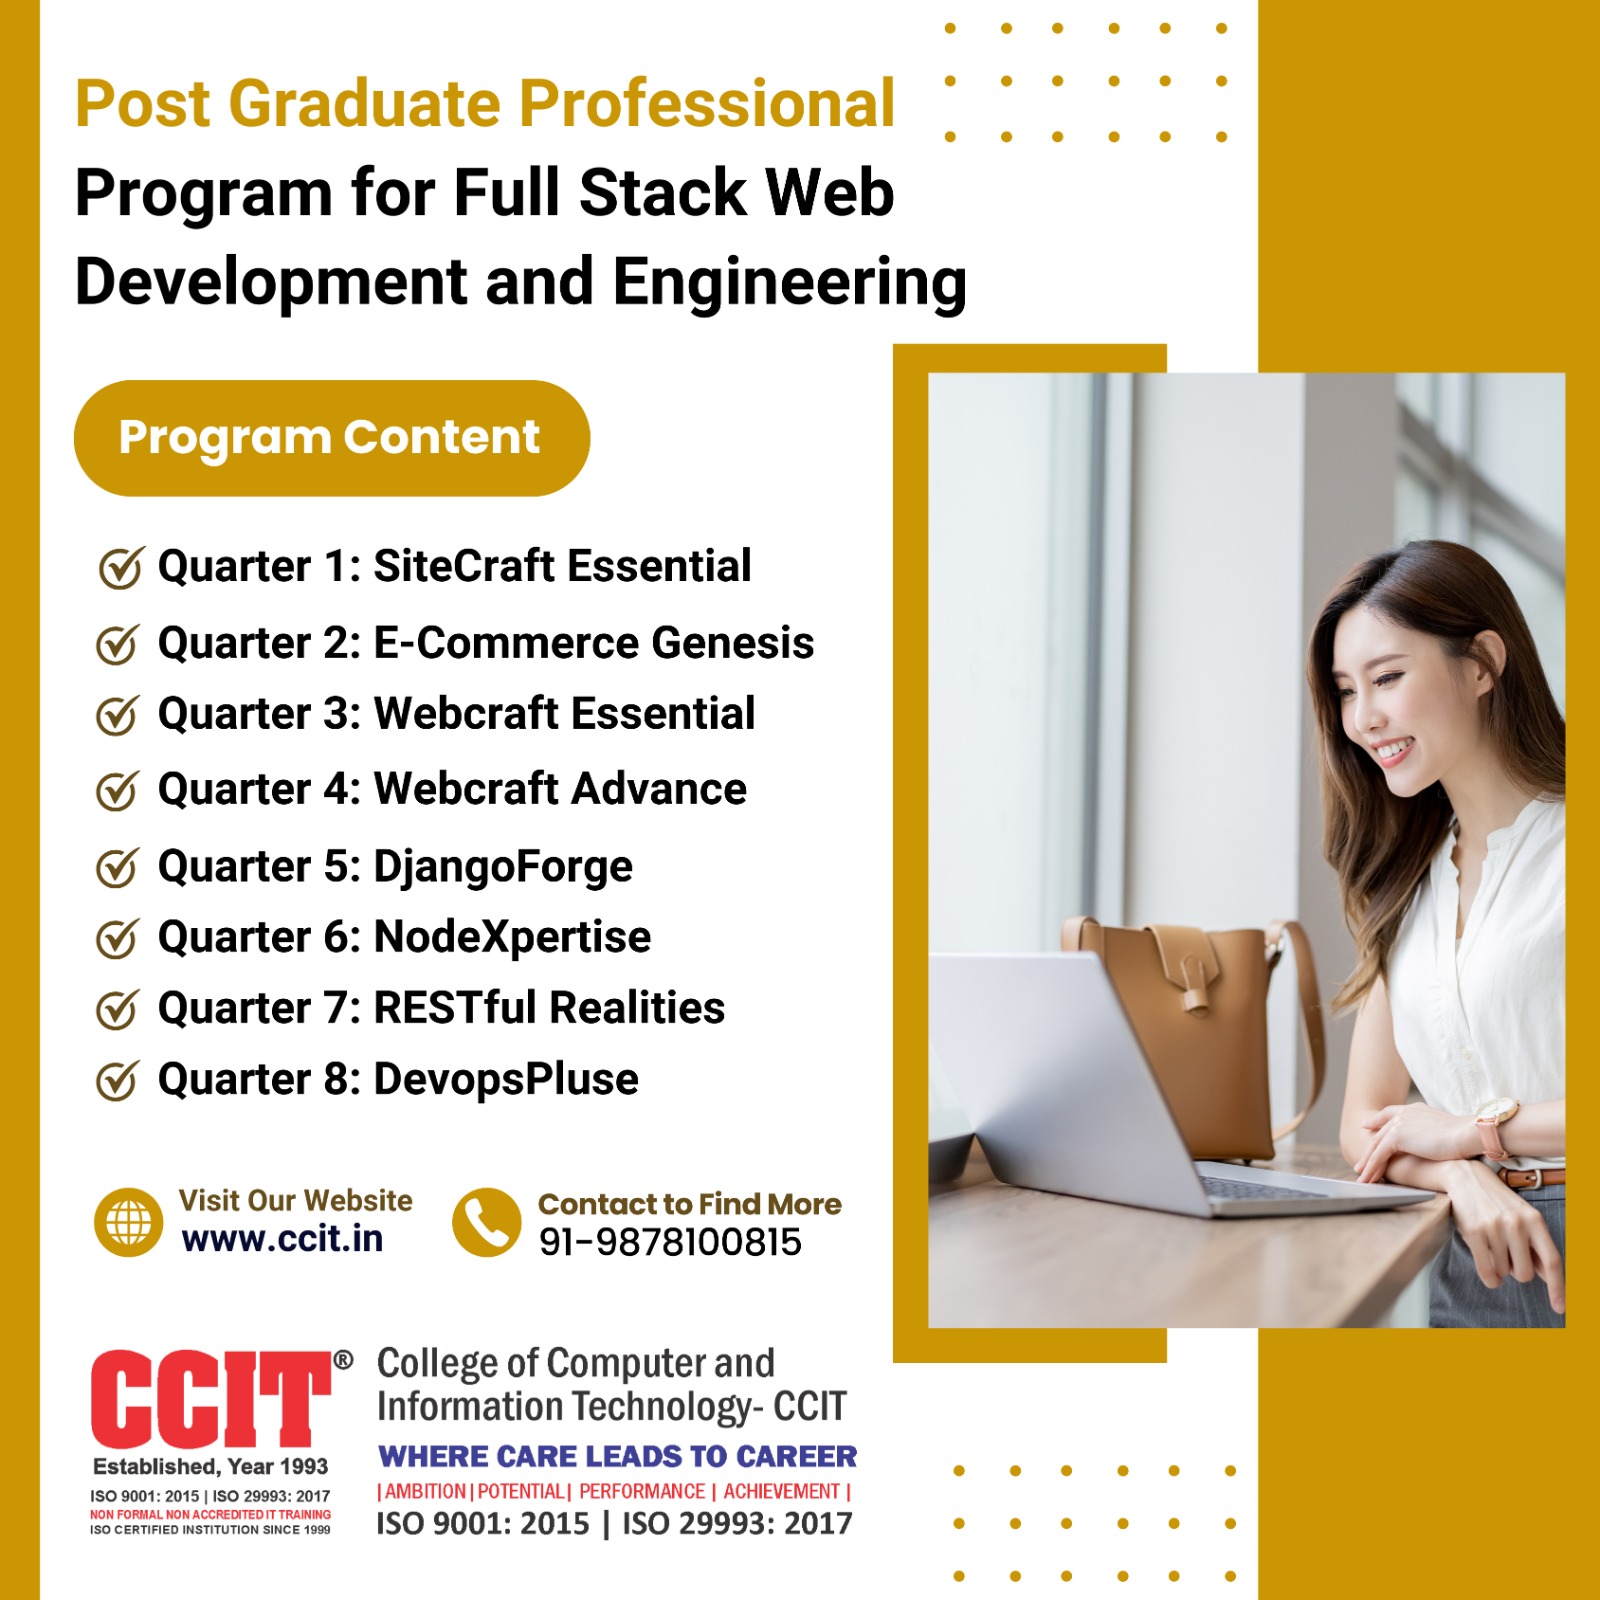 Post Graduate Professional
Program for Full Stack Web
Development and Engineering
Program Content
Quarter 1: SiteCraft Essential
Quarter 2: E-Commerce Genesis
Quarter 3: Webcraft Essential
Quarter 4: Webcraft Advance
Quarter 5: DjangoForge
Quarter 6: NodeXpertise
Quarter 7: RESTful Realities
Quarter 8: DevopsPluse
Visit Our Website
www.ccit.in
Contact to Find More
91-9878100815
CCIT®
Established, Year 1993
ISO 9001: 2015 | ISO 29993: 2017
NON FORMAL NON ACCREDITED IT TRAINING
ISO CERTIFIED INSTITUTION SINCE 1999
College of Computer and
Information Technology- CCIT
WHERE CARE LEADS TO CAREER
| AMBITION | POTENTIAL | PERFORMANCE | ACHIEVEMENT |
ISO 9001: 2015 | ISO 29993: 2017